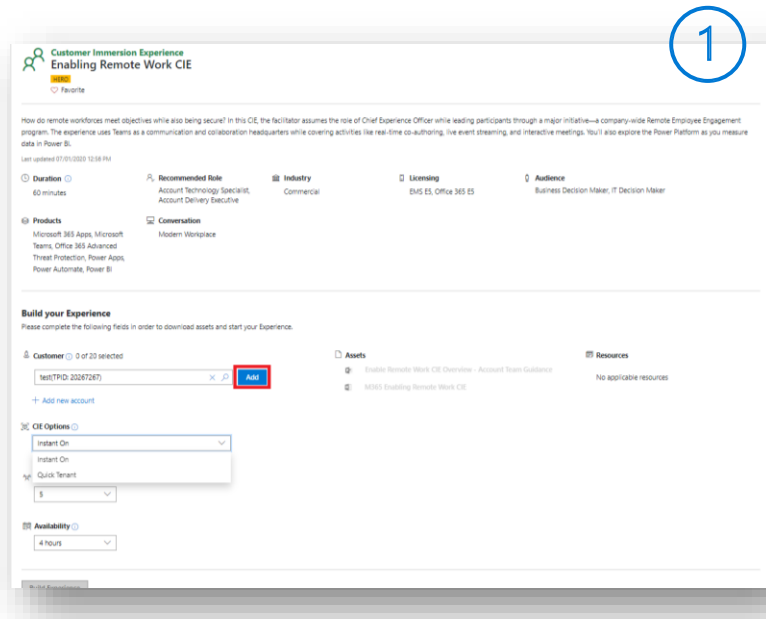 1
Customer Immersion Experience
Enabling Remote Work CIE
HERO
Favorite
How do remote workforces meet objectives while also being secure? In this CIE, the facilitator assumes the role of Chief Experience Officer while leading participants through a major initiative—a company-wide Remote Employee Engagement
program. The experience uses Teams as a communication and collaboration headquarters while covering activities like real-time co-authoring, live event streaming, and interactive meetings. You'll also explore the Power Platform as you measure
data in Power BI.
Last updated 07/01/2020 12:58 PM
Duration
60 minutes
Recommended Role
Account Technology Specialist,
Account Delivery Executive
Industry
Commercial
Licensing
EMS E5, Office 365 E5
Audience
Business Decision Maker, IT Decision Maker
Products
Microsoft 365 Apps, Microsoft
Teams, Office 365 Advanced
Threat Protection, Power Apps,
Power Automate, Power BI
Conversation
Modern Workplace
Build your Experience
Please complete the following fields in order to download assets and start your Experience.
Customer 0 of 20 selected
test(TPID: 20267267)
Add
+ Add new account
Assets
Enable Remote Work CIE Overview - Account Team Guidance
M365 Enabling Remote Work CIE
Resources
No applicable resources
CIE Options
Instant On
Instant On
Quick Tenant
5
Availability
4 hours
Build Experience